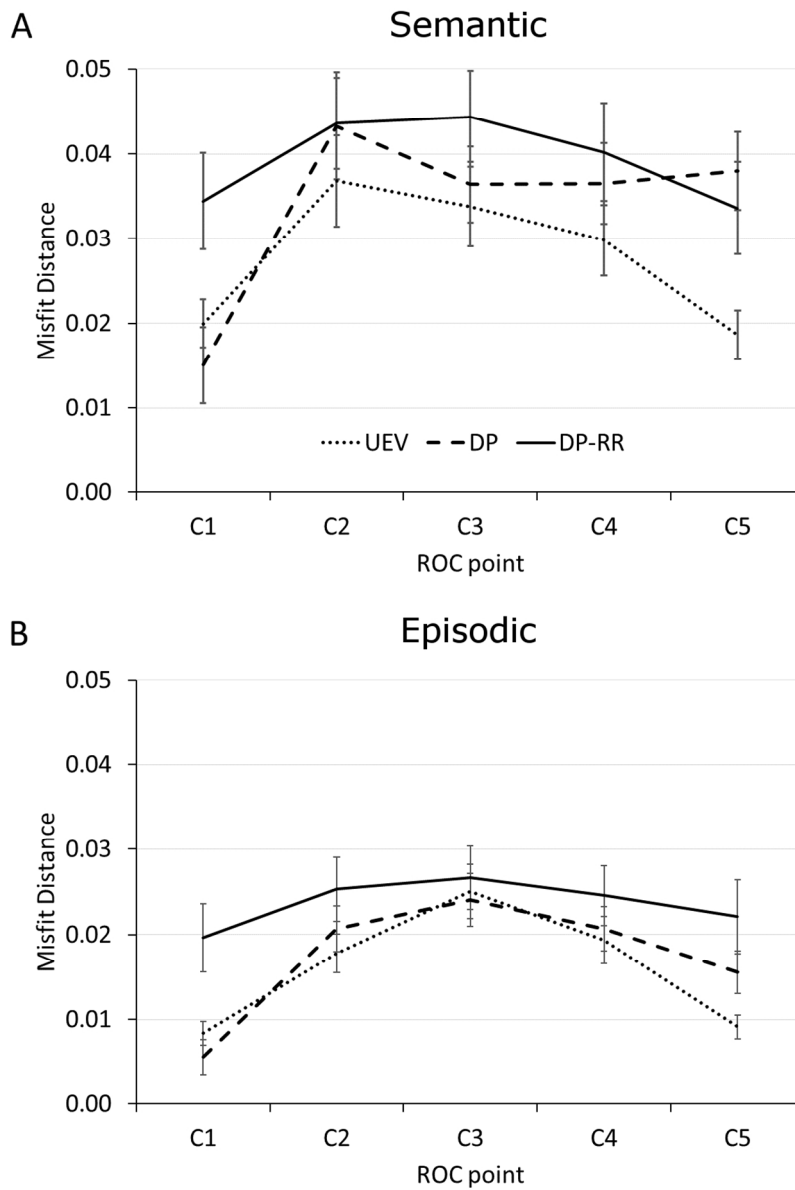 A
Semantic
0.05
0.04
0.03
0.02
0.01
0.00
Misfit Distance
UEV DP DP-RR
C1 C2 C3 C4 C5
ROC point
B
Episodic
0.05
0.04
0.03
0.02
0.01
0.00
Misfit Distance
C1 C2 C3 C4 C5
ROC point